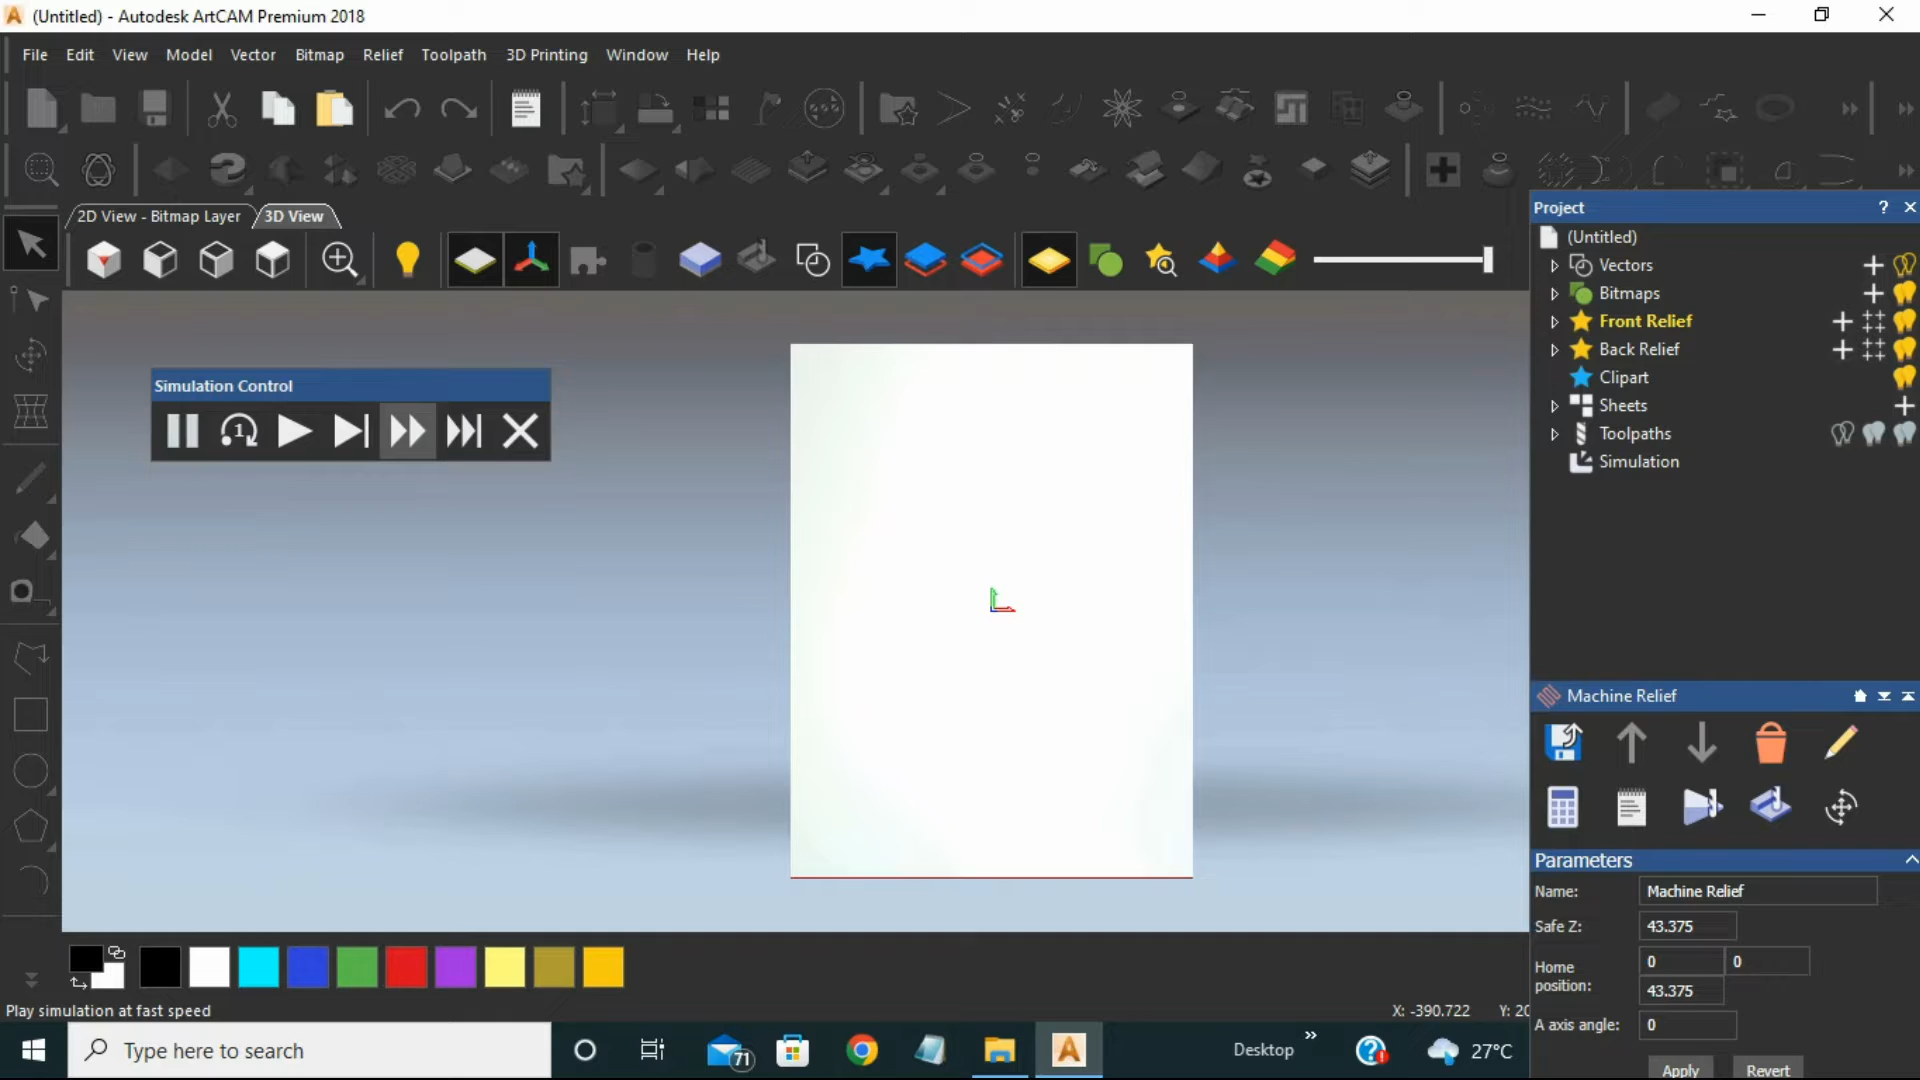 (Untitled) - Autodesk ArtCAM Premium 2018
File Edit View Model Vector Bitmap Relief Toolpath 3D Printing Window Help
2D View - Bitmap Layer 3D View
Project ?
(Untitled)
Vectors
Bitmaps
Front Relief
Back Relief
Clipart
Sheets
Toolpaths
Simulation
Simulation Control
1
Machine Relief
Parameters
Name: Machine Relief
Safe Z: 43.375
Home position: 0 0
43.375
A axis angle: 0
Apply Revert
Play simulation at fast speed
X: -390.722 Y: 20
Type here to search
71
Desktop
27°C